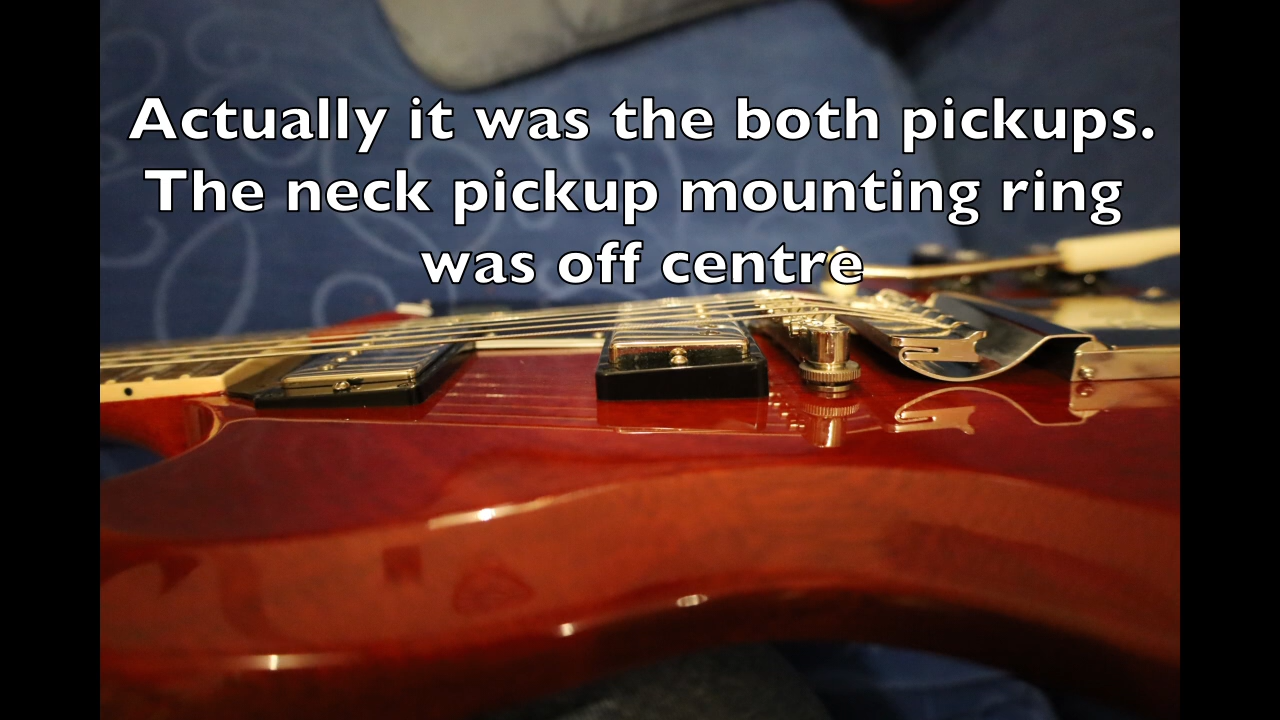 Actually it was the both pickups.
The neck pickup mounting ring
was off centre